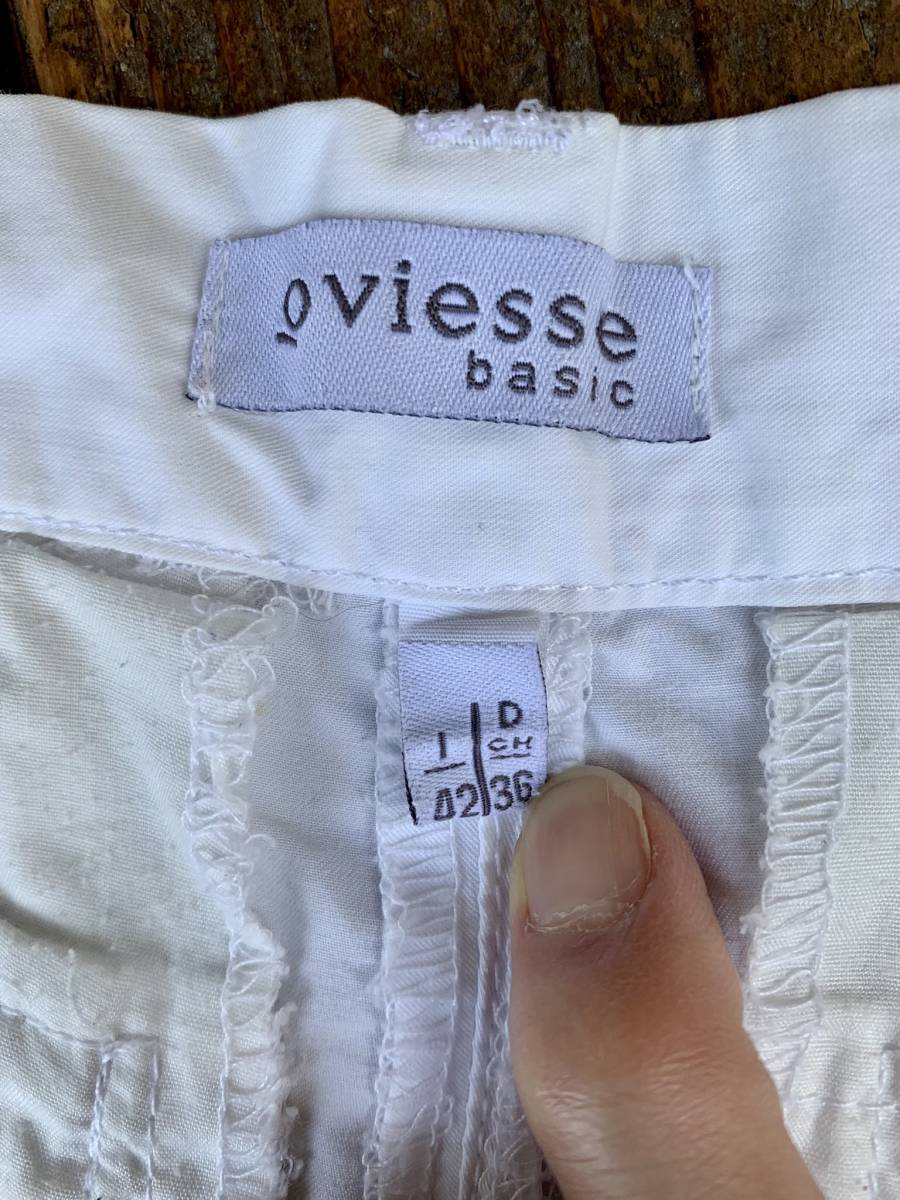 oviesse
basic
I D
CH
42 36